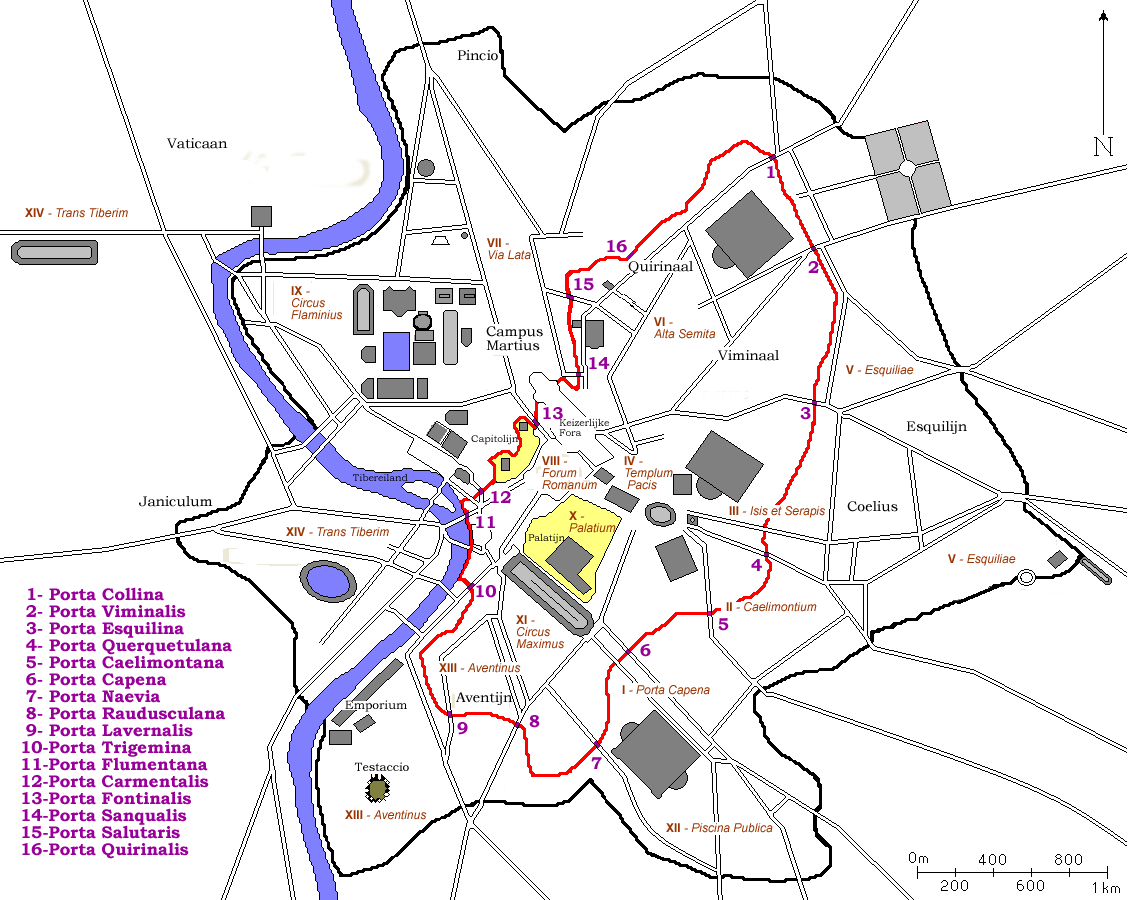 Pincio
Vaticaan
N
1
XIV - Trans Tiberim
VII -
Via Lata
16
Quirinaal
2
15
IX -
Circus
Flaminius
VI -
Alta Semita
Campus
Martius
Viminaal
14
V - Esquiliae
13
3
Keizerlijke
Fora
Esquilijn
Capitolijn
VIII -
Forum
Romanum
IV -
Templum
Pacis
Tibereiland
12
Janiculum
III - Isis et Serapis
Coelius
11
X -
Palatium
XIV - Trans Tiberim
Palatijn
4
V - Esquiliae
10
II - Caelimontium
5
XI -
Circus
Maximus
6
XIII - Aventinus
I - Porta Capena
Aventijn
Emporium
9
8
7
Testaccio
XIII - Aventinus
XII - Piscina Publica
1- Porta Collina
2- Porta Viminalis
3- Porta Esquilina
4- Porta Querquetulana
5- Porta Caelimontana
6- Porta Capena
7- Porta Naevia
8- Porta Raudusculana
9- Porta Lavernalis
10-Porta Trigemina
11-Porta Flumentana
12-Porta Carmentalis
13-Porta Fontinalis
14-Porta Sanqualis
15-Porta Salutaris
16-Porta Quirinalis
0m 400 800
200 600 1km